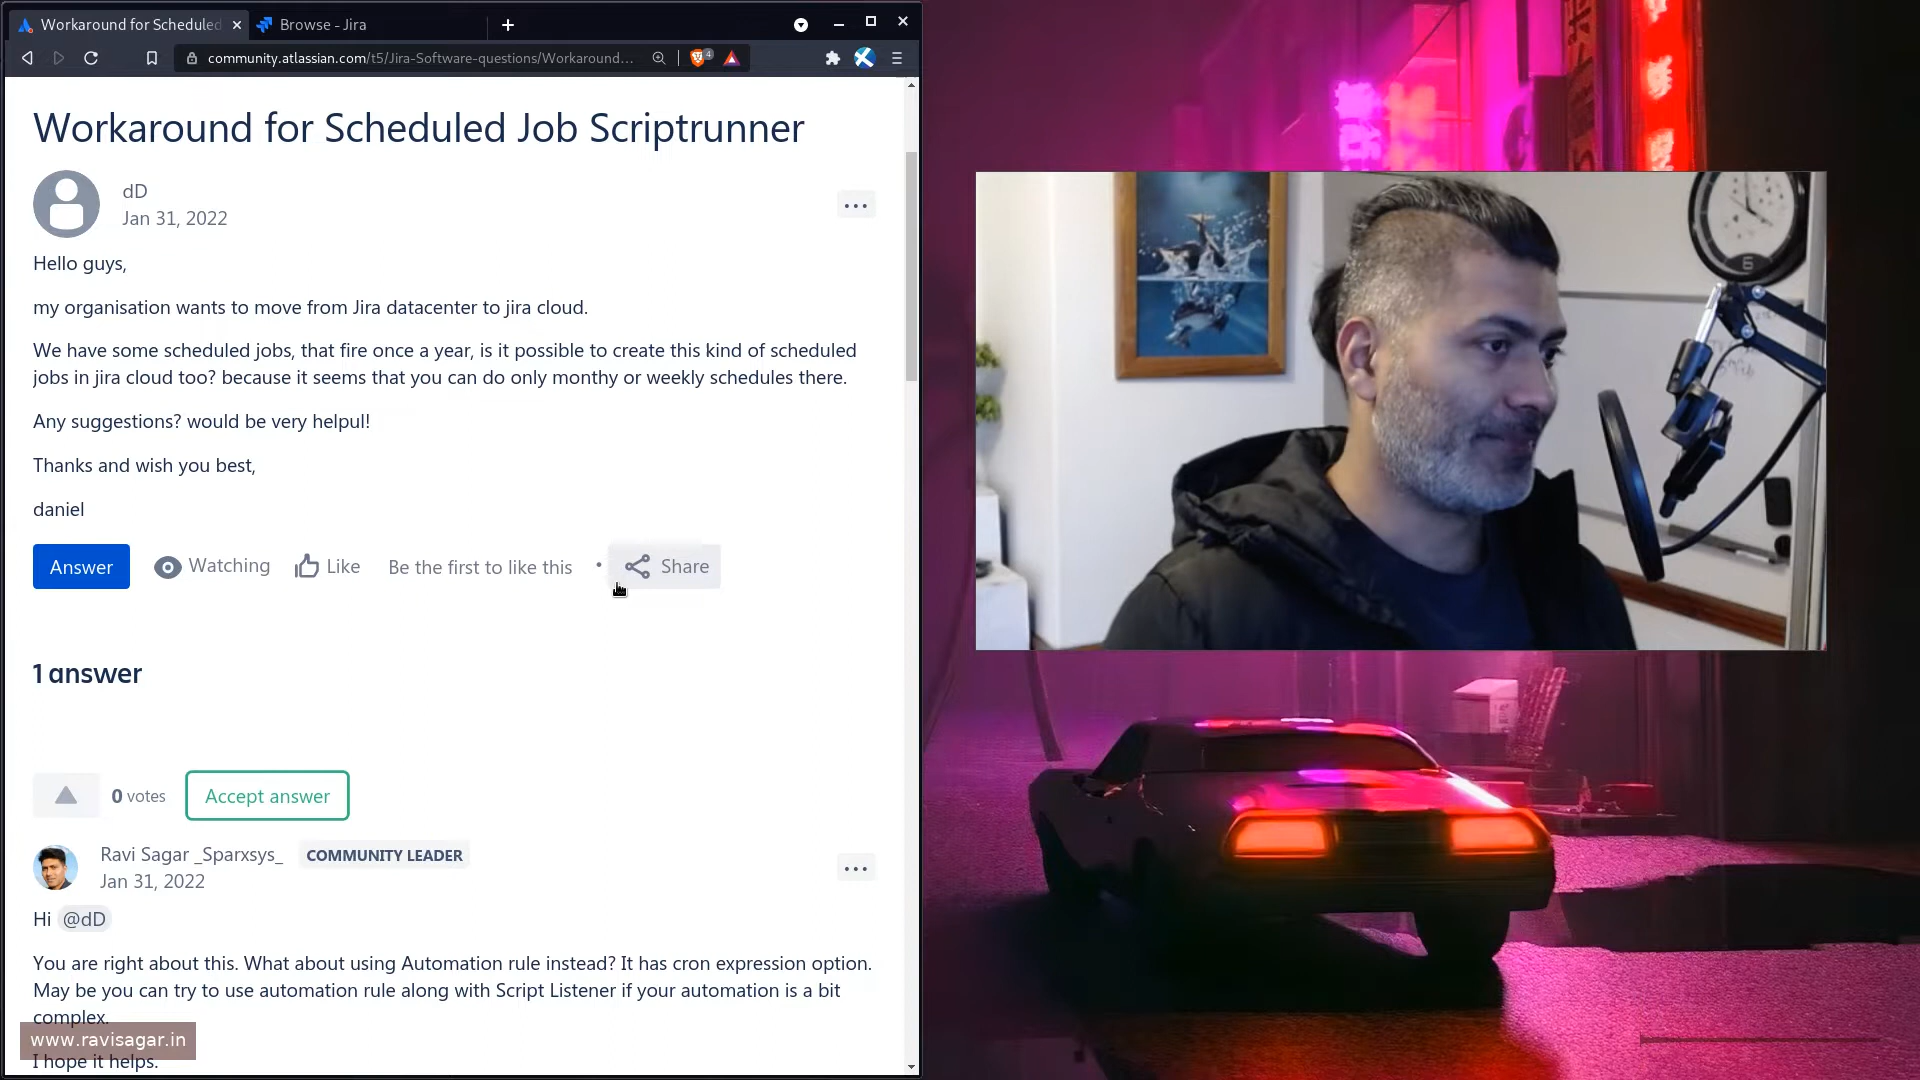 Workaround for Scheduled
Browse - Jira
community.atlassian.com/t5/Jira-Software-questions/Workaround...
4
Workaround for Scheduled Job Scriptrunner
dD
Jan 31, 2022
Hello guys,
my organisation wants to move from Jira datacenter to jira cloud.
We have some scheduled jobs, that fire once a year, is it possible to create this kind of scheduled
jobs in jira cloud too? because it seems that you can do only monthy or weekly schedules there.
Any suggestions? would be very helpul!
Thanks and wish you best,
daniel
Answer
Watching
Like
Be the first to like this
•
Share
1 answer
0 votes
Accept answer
Ravi Sagar _Sparxsys_
COMMUNITY LEADER
Jan 31, 2022
Hi @dD
You are right about this. What about using Automation rule instead? It has cron expression option.
May be you can try to use automation rule along with Script Listener if your automation is a bit
complex.
www.ravisagar.in
I hope it helps.
6